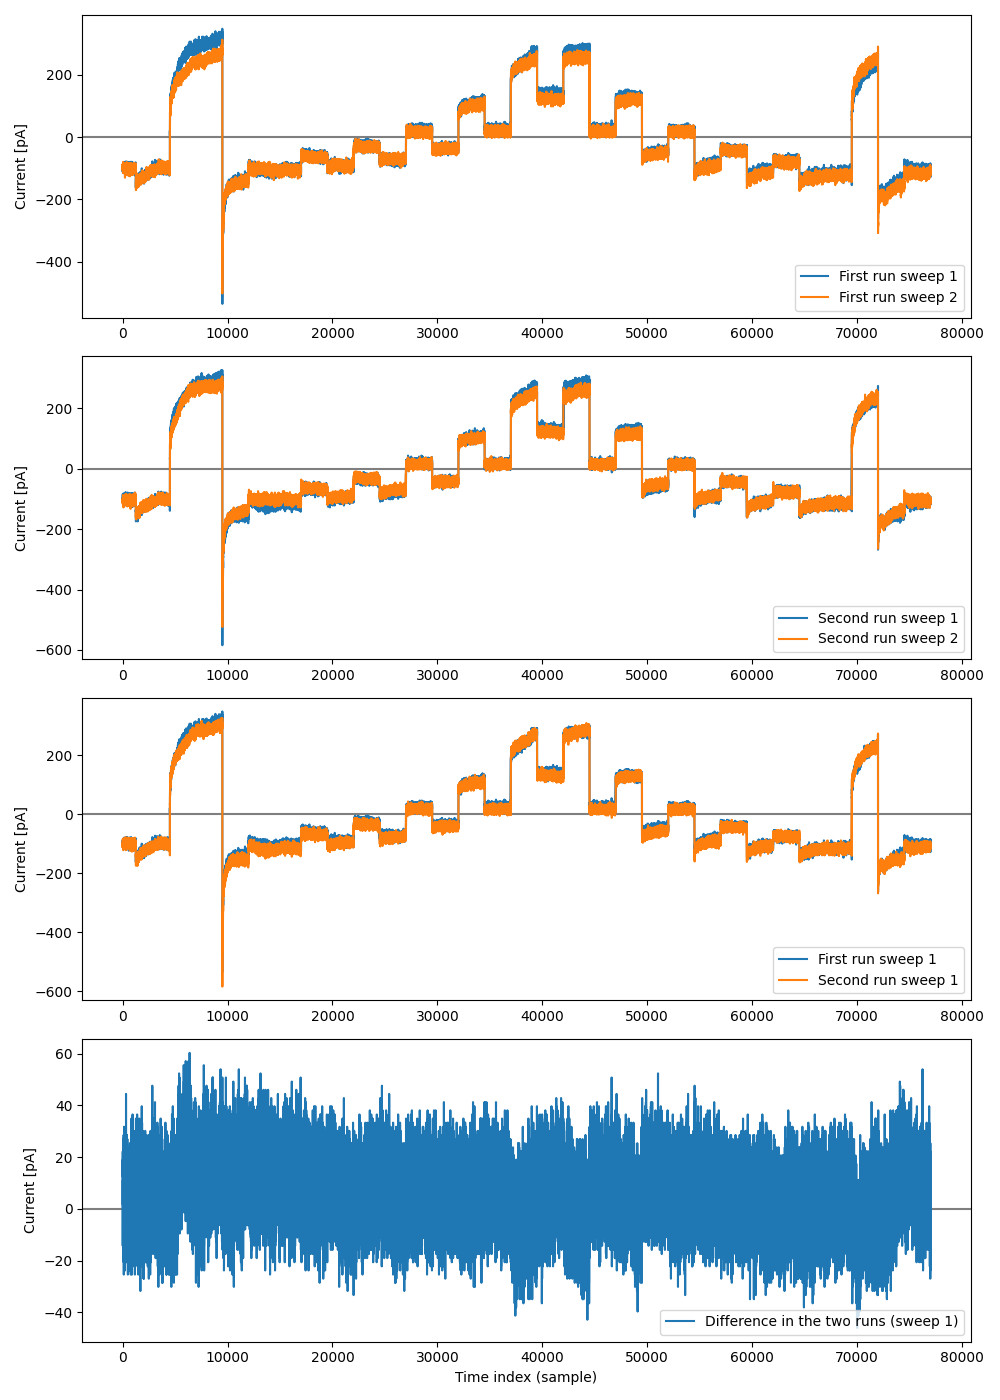 Current [pA]
200
0
−200
−400
0 10000 20000 30000 40000 50000 60000 70000 80000
First run sweep 1
First run sweep 2
Current [pA]
200
0
−200
−400
−600
0 10000 20000 30000 40000 50000 60000 70000 80000
Second run sweep 1
Second run sweep 2
Current [pA]
200
0
−200
−400
−600
0 10000 20000 30000 40000 50000 60000 70000 80000
First run sweep 1
Second run sweep 1
Current [pA]
60
40
20
0
−20
−40
0 10000 20000 30000 40000 50000 60000 70000 80000
Difference in the two runs (sweep 1)
Time index (sample)